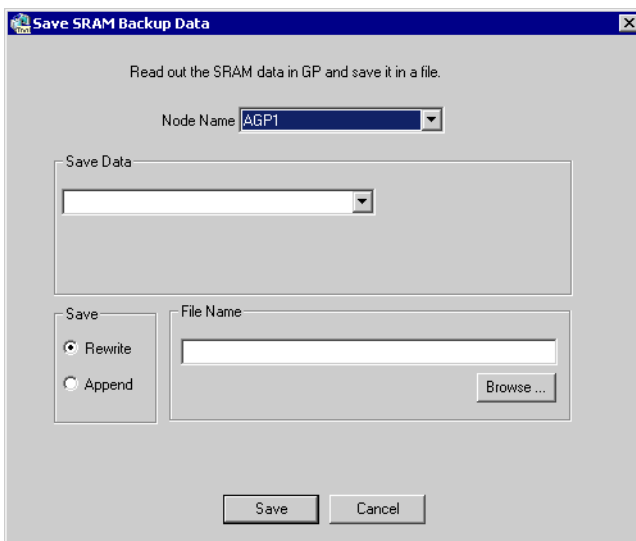 Save SRAM Backup Data
Read out the SRAM data in GP and save it in a file.
Node Name AGP1
Save Data
Save
File Name
Rewrite
Append
Browse ...
Save
Cancel